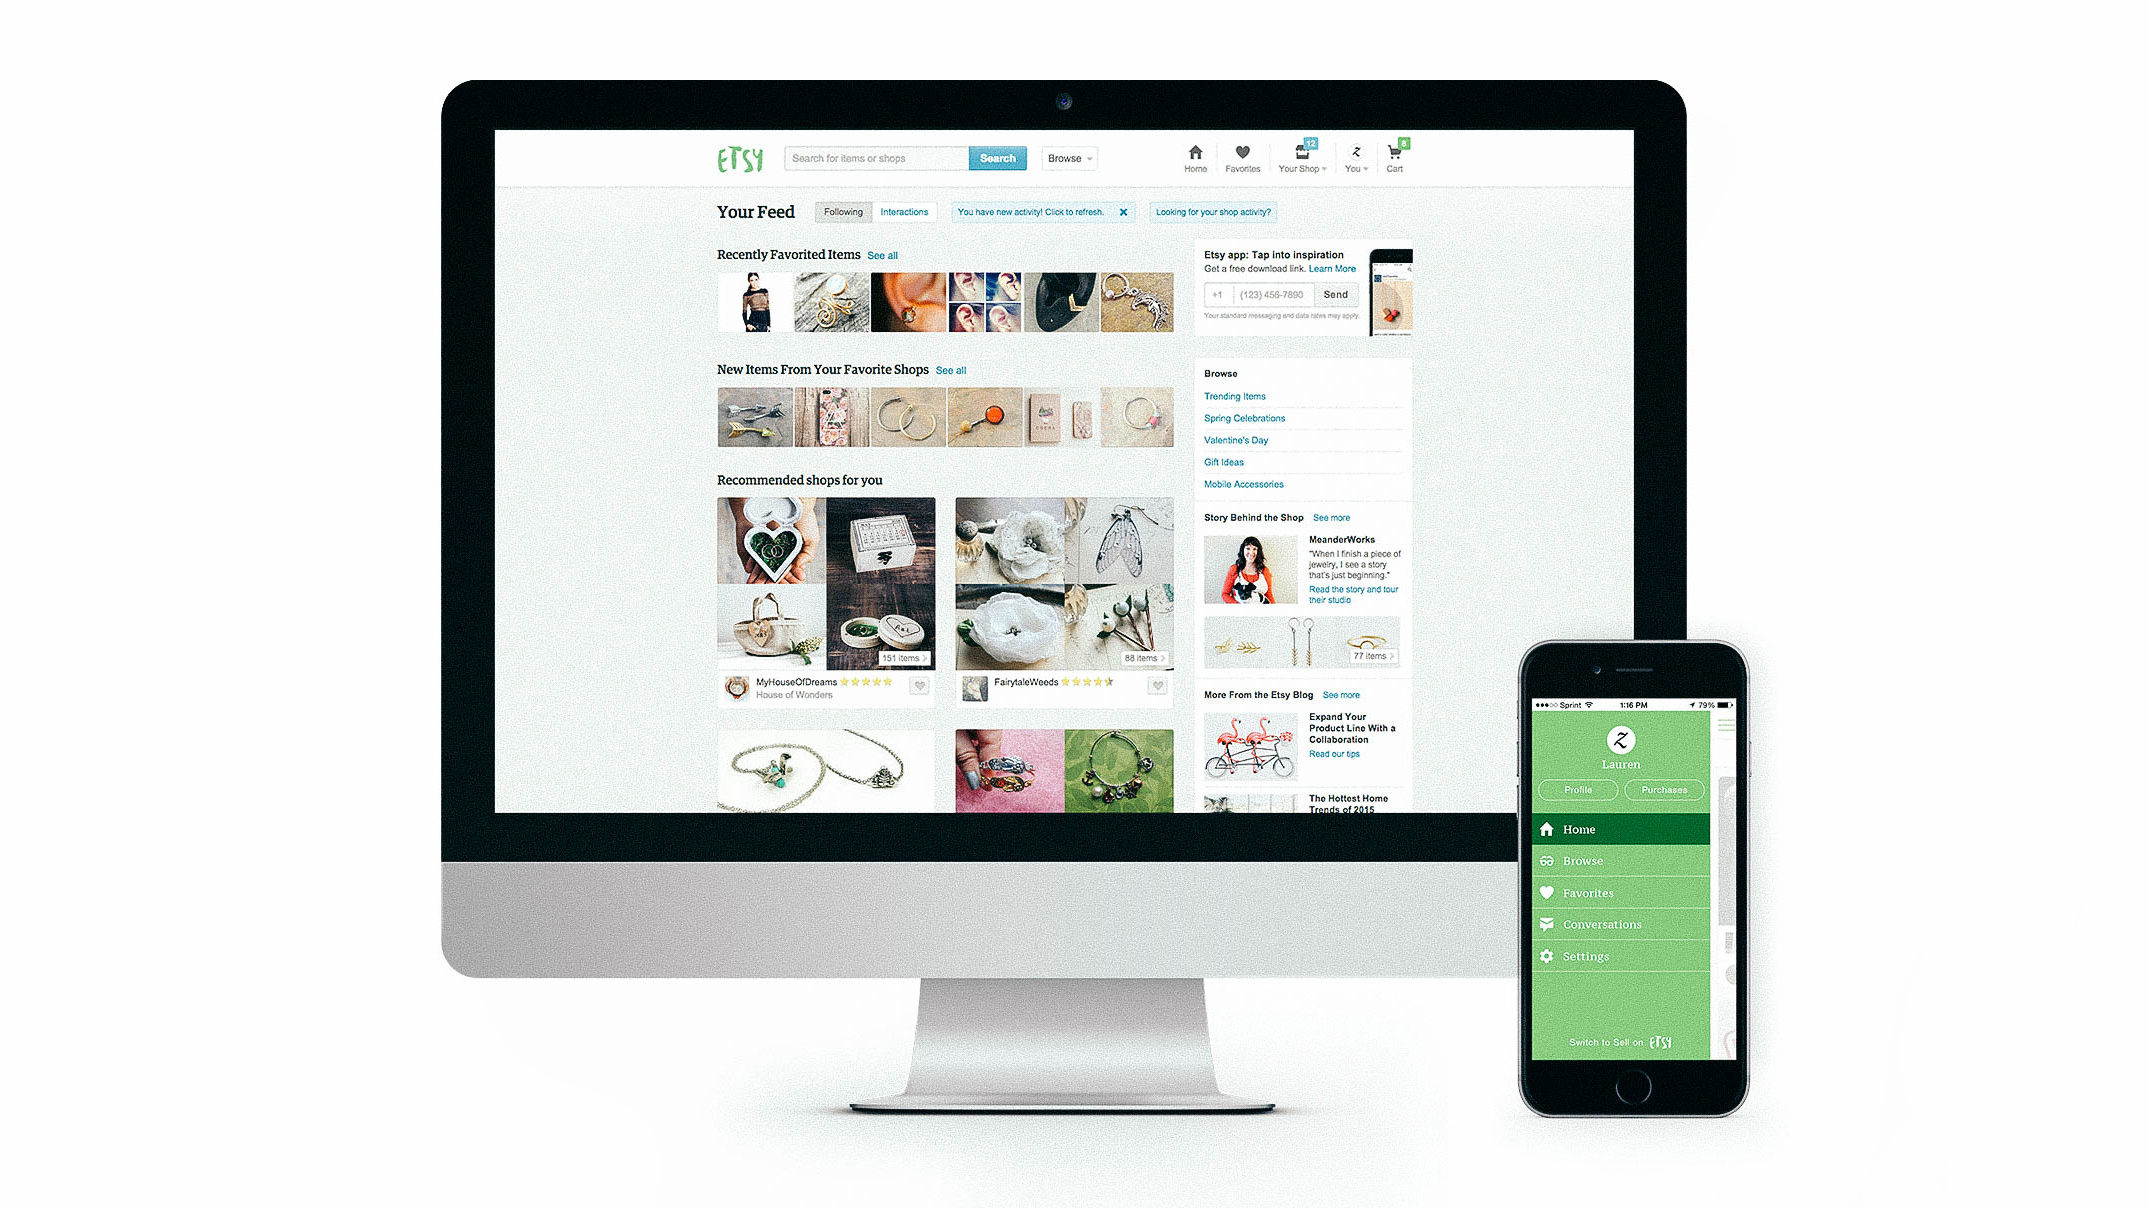 ETSY
Search for items or shops
Search
Browse
Home
Favorites
12
Your Shop
You
8
Cart
Your Feed
Following
Interactions
You have new activity! Click to refresh.
Looking for your shop activity?
Recently Favorited Items See all
New Items From Your Favorite Shops See all
Recommended shops for you
151 items
MyHouseOfDreams
House of Wonders
88 items
FairytaleWeeds
Etsy app: Tap into inspiration
Get a free download link. Learn More
+1 (123) 456-7890 Send
Your standard messaging and data rates may apply.
Browse
Trending Items
Spring Celebrations
Valentine's Day
Gift Ideas
Mobile Accessories
Story Behind the Shop See more
MeanderWorks
"When I finish a piece of
jewelry, I see a story
that's just beginning."
Read the story and tour
their studio
77 items
More From the Etsy Blog See more
Expand Your
Product Line With a
Collaboration
Read our tips
The Hottest Home
Trends of 2015
Sprint 1:16 PM 79%
Z
Lauren
Profile Purchases
Home
Browse
Favorites
Conversations
Settings
Switch to Sell on ETSY